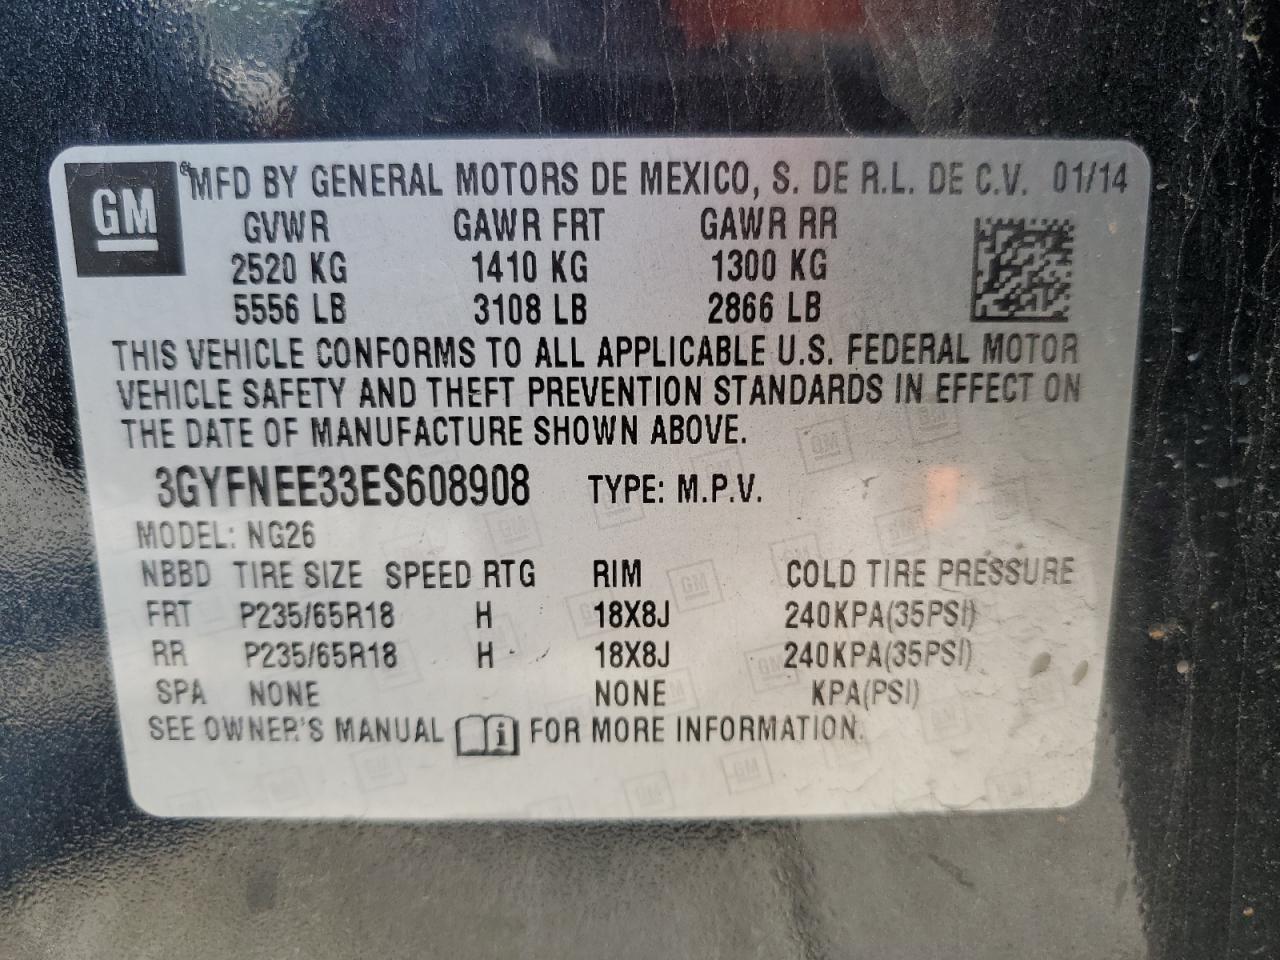 GM
MFD BY GENERAL MOTORS DE MEXICO, S. DE R.L. DE C.V. 01/14
GVWR GAWR FRT GAWR RR
2520 KG 1410 KG 1300 KG
5556 LB 3108 LB 2866 LB
THIS VEHICLE CONFORMS TO ALL APPLICABLE U.S. FEDERAL MOTOR
VEHICLE SAFETY AND THEFT PREVENTION STANDARDS IN EFFECT ON
THE DATE OF MANUFACTURE SHOWN ABOVE.
3GYFNEE33ES608908 TYPE: M.P.V.
MODEL: NG26
NBBD TIRE SIZE SPEED RTG RIM COLD TIRE PRESSURE
FRT P235/65R18 H 18X8J 240KPA(35PSI)
RR P235/65R18 H 18X8J 240KPA(35PSI)
SPA NONE NONE KPA(PSI)
SEE OWNER'S MANUAL i FOR MORE INFORMATION.